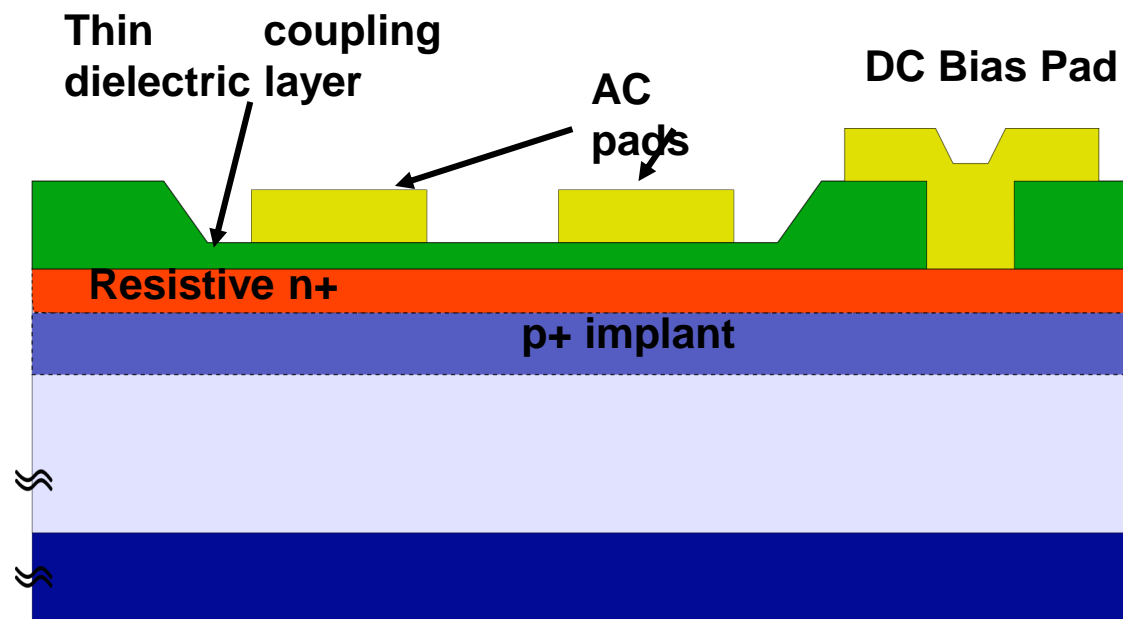 Thin coupling
dielectric layer
AC
pads
DC Bias Pad
Resistive n+
p+ implant